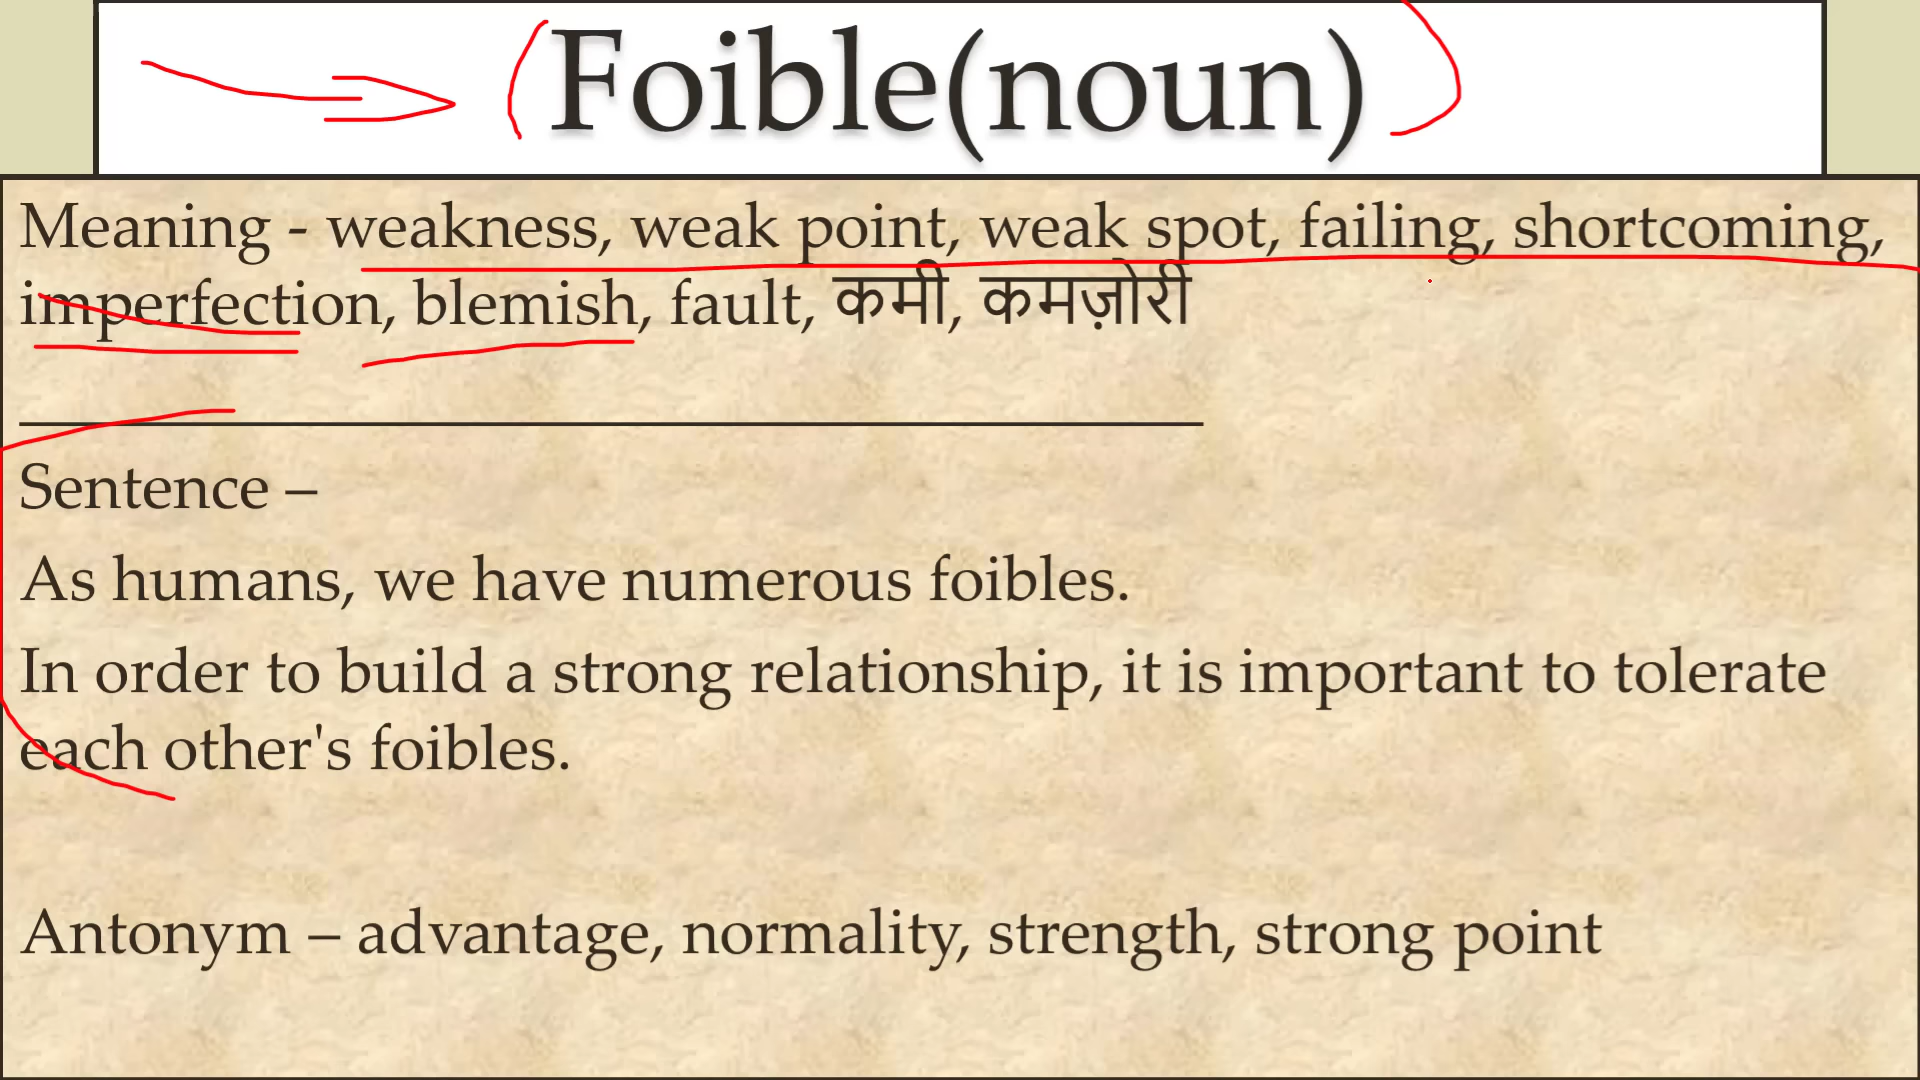 Foible(noun)
Meaning - weakness, weak point, weak spot, failing, shortcoming,
imperfection, blemish, fault, कमी, कमज़ोरी
Sentence –
As humans, we have numerous foibles.
In order to build a strong relationship, it is important to tolerate
each other's foibles.
Antonym – advantage, normality, strength, strong point